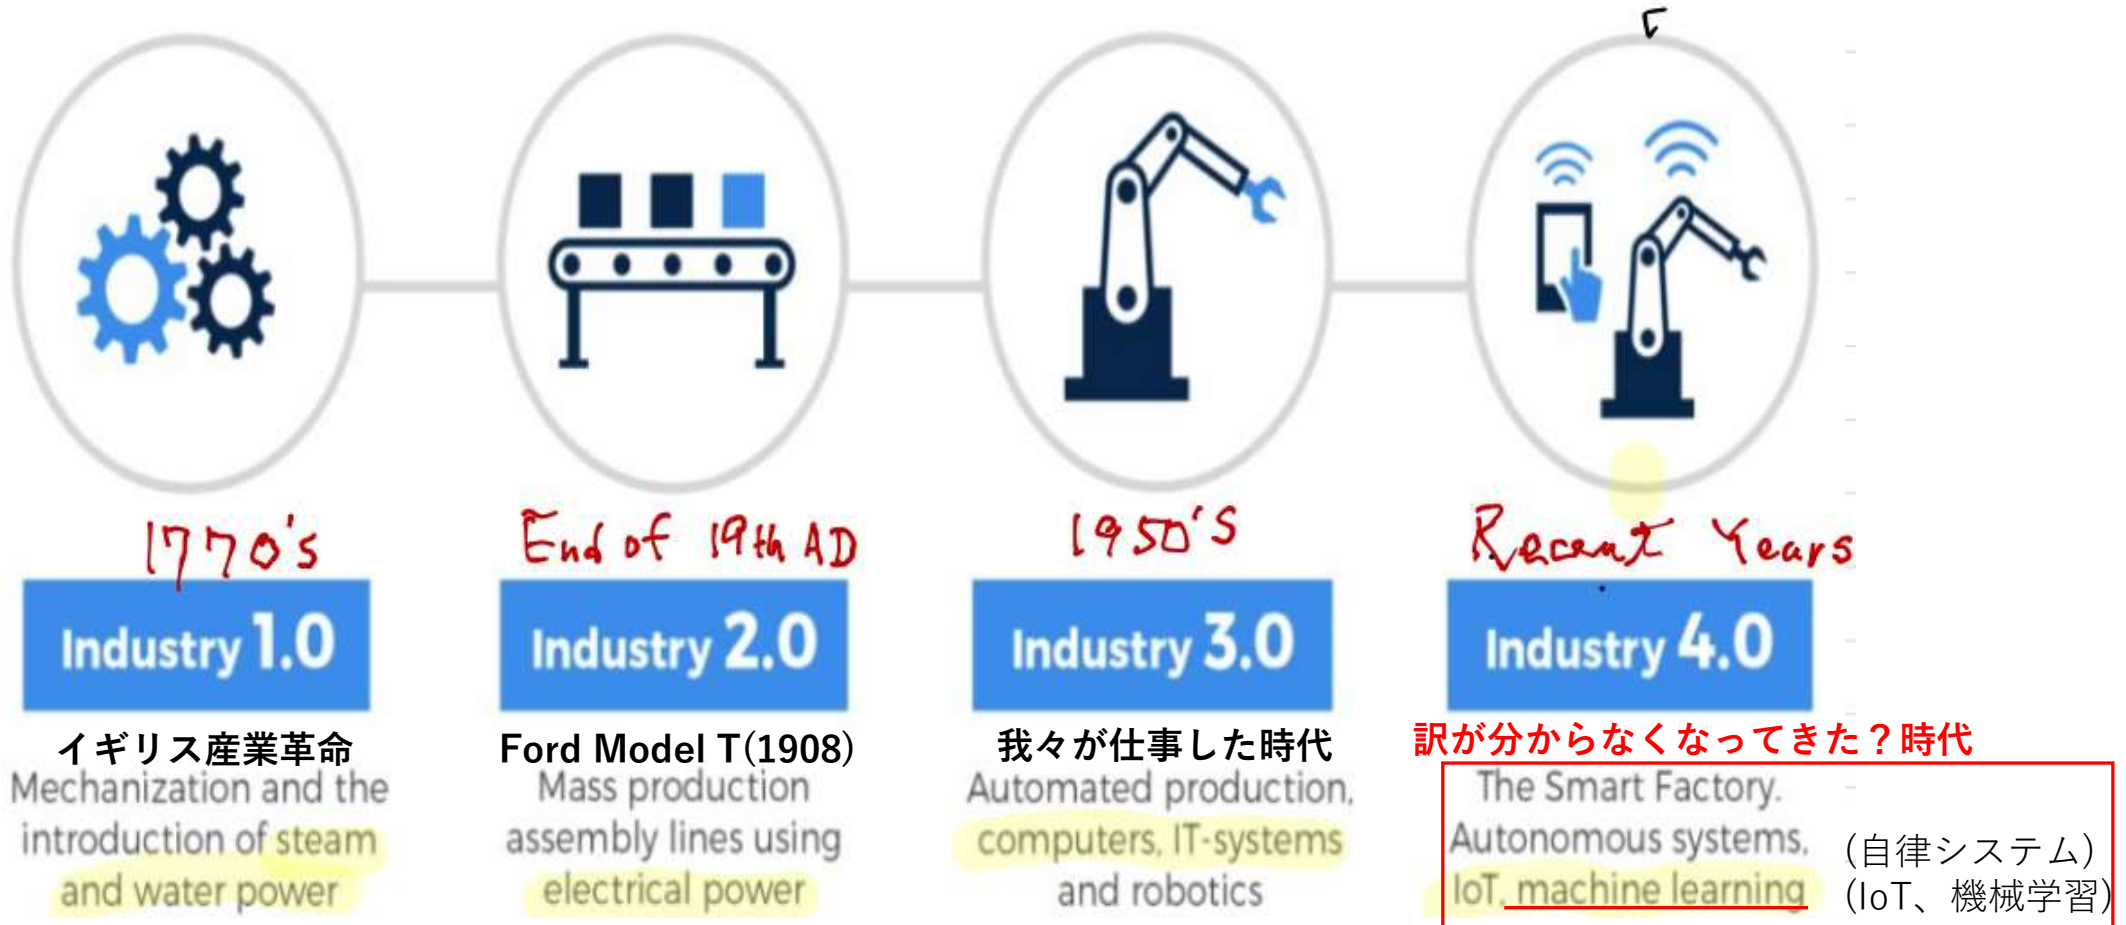 1770's
End of 19th AD
1950's
Recent Years
Industry 1.0
Industry 2.0
Industry 3.0
Industry 4.0
イギリス産業革命
Ford Model T(1908)
我々が仕事した時代
訳が分からなくなってきた？時代
Mechanization and the
introduction of steam
and water power
Mass production
assembly lines using
electrical power
Automated production,
computers, IT-systems
and robotics
The Smart Factory.
Autonomous systems,
IoT, machine learning
(自律システム)
(IoT、機械学習)